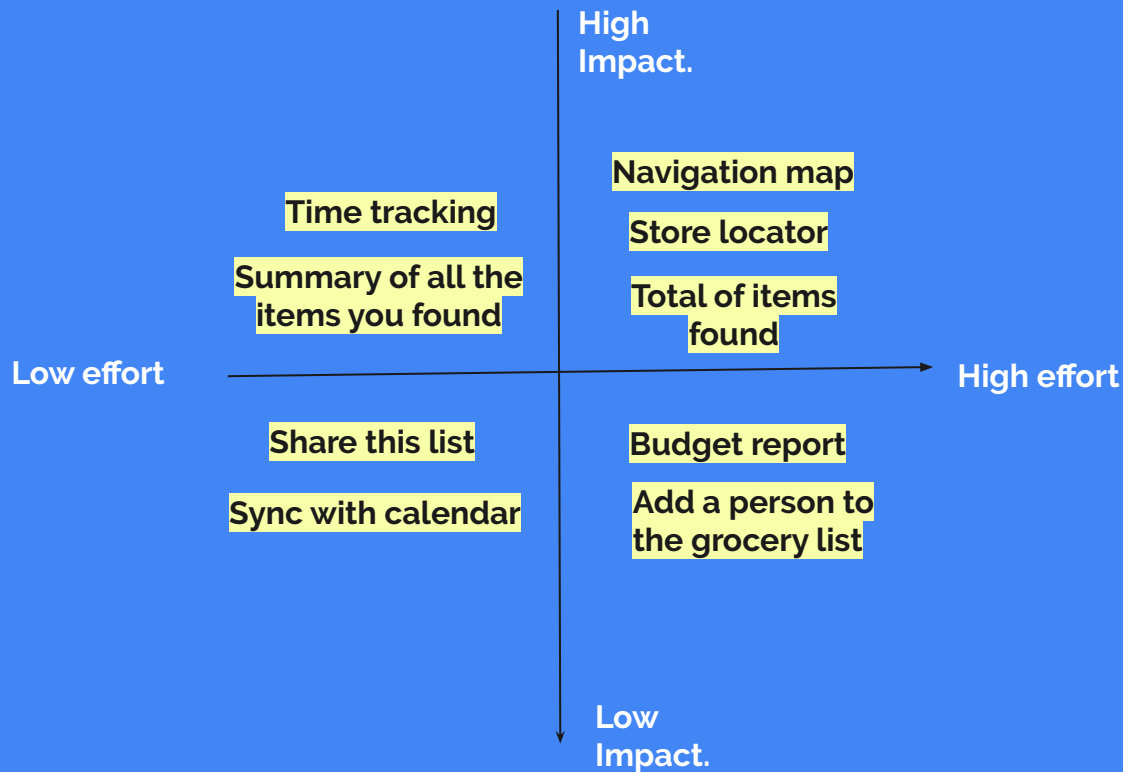 High
Impact.
Navigation map
Time tracking
Store locator
Summary of all the
items you found
Total of items
found
Low effort
High effort
Share this list
Budget report
Sync with calendar
Add a person to
the grocery list
Low
Impact.